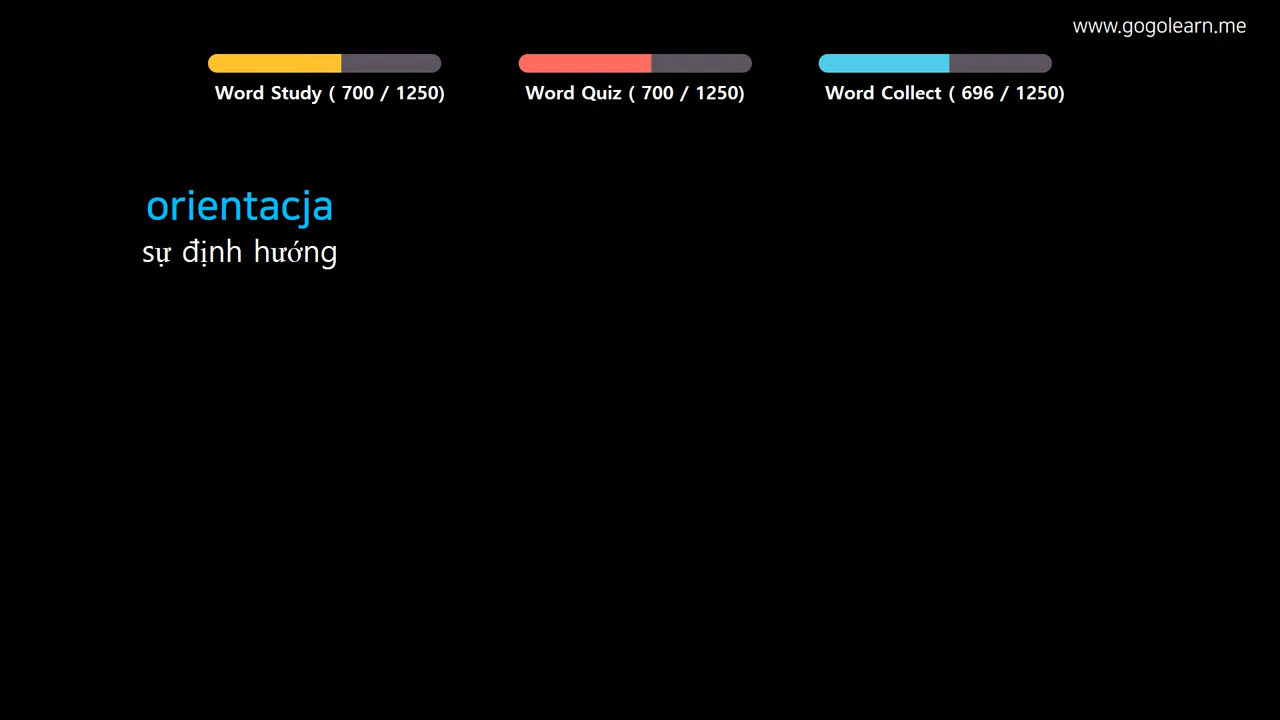 www.gogolearn.me
Word Study ( 700 / 1250)
Word Quiz ( 700 / 1250)
Word Collect ( 696 / 1250)
orientacja
sự định hướng